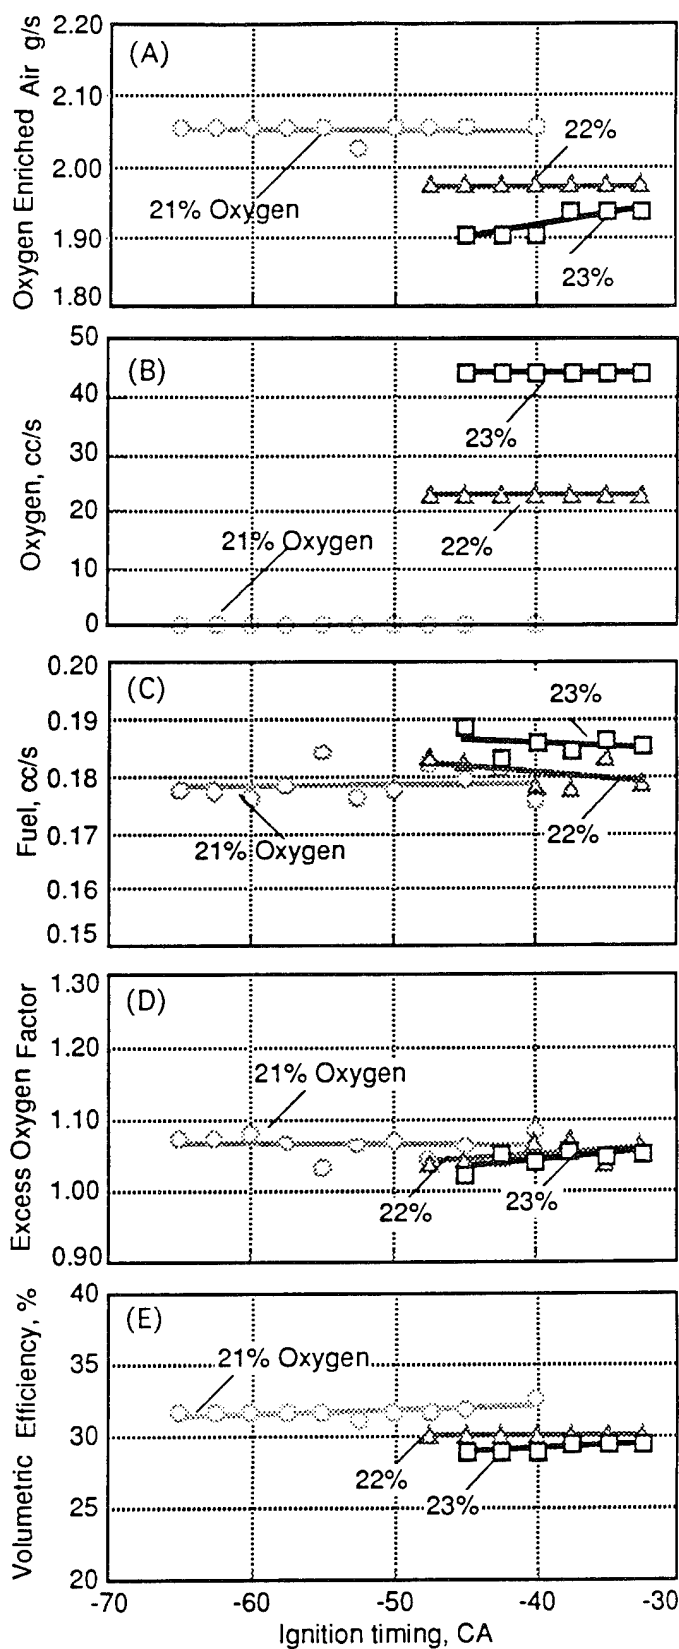 Oxygen Enriched Air g/s
2.20
2.10
2.00
1.90
1.80
(A)
22%
21% Oxygen
23%
Oxygen, cc/s
50
40
30
20
10
0
(B)
23%
22%
21% Oxygen
Fuel, cc/s
0.20
0.19
0.18
0.17
0.16
0.15
(C)
23%
22%
21% Oxygen
Excess Oxygen Factor
1.30
1.20
1.10
1.00
0.90
(D)
21% Oxygen
22%
23%
Volumetric Efficiency, %
40
35
30
25
20
(E)
21% Oxygen
22%
23%
-70 -60 -50 -40 -30
Ignition timing, CA